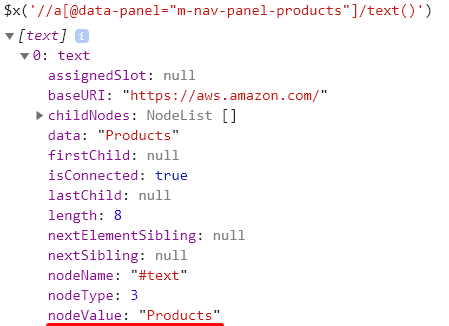 $x('//a[@data-panel="m-nav-panel-products"]/text()')
▼[text] i
▼0: text
assignedSlot: null
baseURI: "https://aws.amazon.com/"
▶childNodes: NodeList []
data: "Products"
firstChild: null
isConnected: true
lastChild: null
length: 8
nextElementSibling: null
nextSibling: null
nodeName: "#text"
nodeType: 3
nodeValue: "Products"